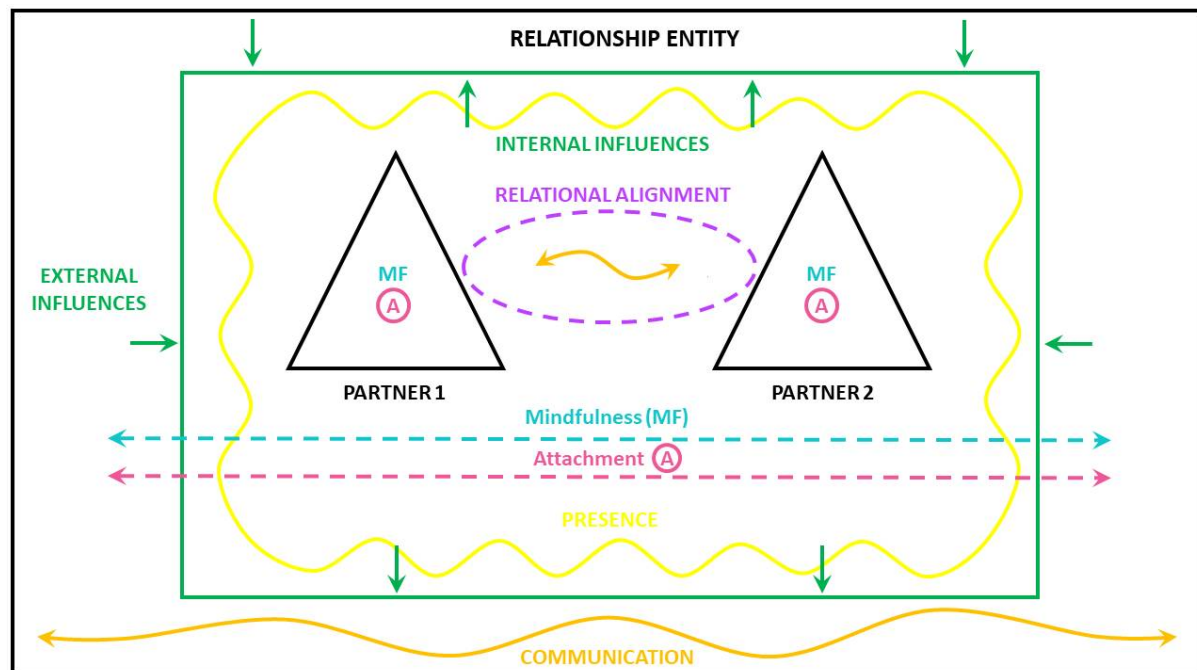 RELATIONSHIP ENTITY
INTERNAL INFLUENCES
RELATIONAL ALIGNMENT
EXTERNAL
INFLUENCES
MF
A
MF
A
PARTNER 1
PARTNER 2
Mindfulness (MF)
Attachment A
PRESENCE
COMMUNICATION